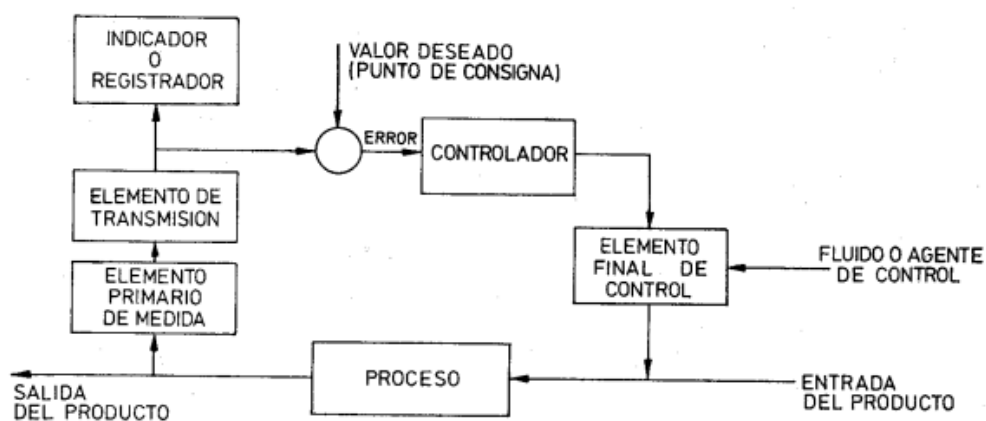 INDICADOR
O
REGISTRADOR
VALOR DESEADO
(PUNTO DE CONSIGNA)
ERROR
CONTROLADOR
ELEMENTO DE
TRANSMISION
ELEMENTO
FINAL DE
CONTROL
FLUIDO O AGENTE
DE CONTROL
ELEMENTO
PRIMARIO
DE MEDIDA
PROCESO
SALIDA
DEL PRODUCTO
ENTRADA
DEL PRODUCTO